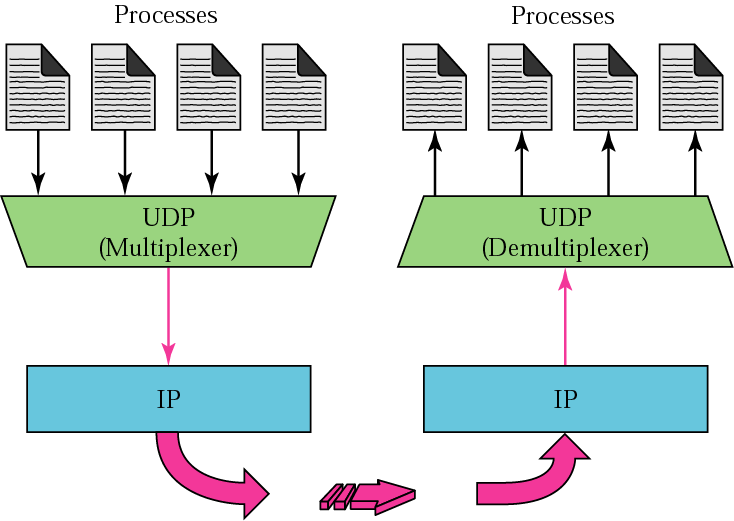 Processes
Processes
UDP
(Multiplexer)
UDP
(Demultiplexer)
IP
IP